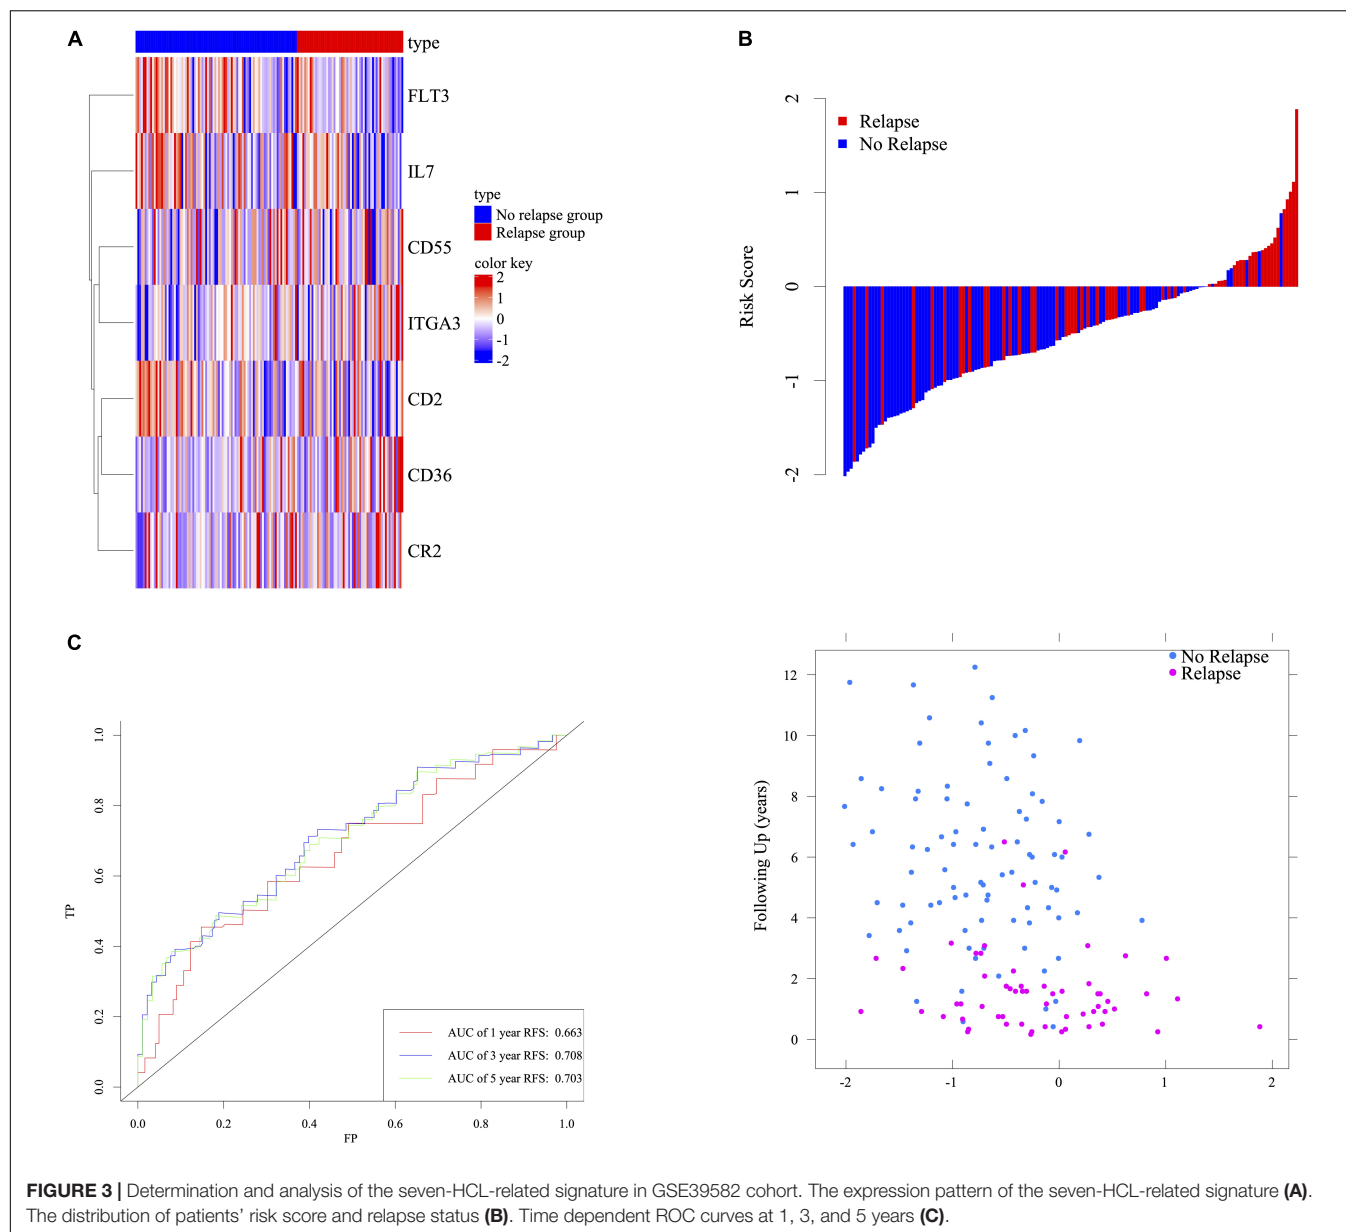 A
type
FLT3
IL7
CD55
ITGA3
CD2
CD36
CR2
type
No relapse group
Relapse group
color key
2
1
0
-1
-2
B
Relapse
No Relapse
Risk Score
2
1
0
-1
-2
C
TP
1.0
0.8
0.6
0.4
0.2
0.0
AUC of 1 year RFS: 0.663
AUC of 3 year RFS: 0.708
AUC of 5 year RFS: 0.703
0.0 0.2 0.4 0.6 0.8 1.0
FP
-2 -1 0 1 2
No Relapse
Relapse
Following Up (years)
12
10
8
6
4
2
0
-2 -1 0 1 2
FIGURE 3 | Determination and analysis of the seven-HCL-related signature in GSE39582 cohort. The expression pattern of the seven-HCL-related signature (A).
The distribution of patients' risk score and relapse status (B). Time dependent ROC curves at 1, 3, and 5 years (C).